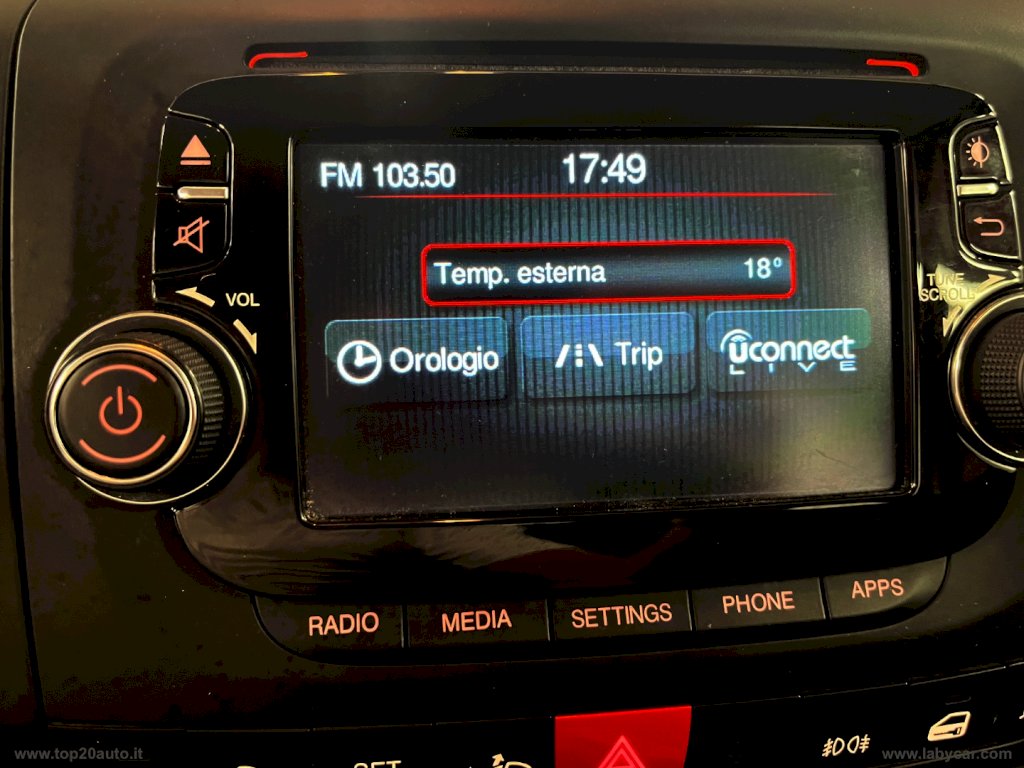 FM 103.50
17:49
Temp. esterna 18°
Orologio
Trip
uconnect
LIVE
VOL
TUNE
SCROLL
RADIO
MEDIA
SETTINGS
PHONE
APPS
SET
www.top20auto.it
www.labycar.com